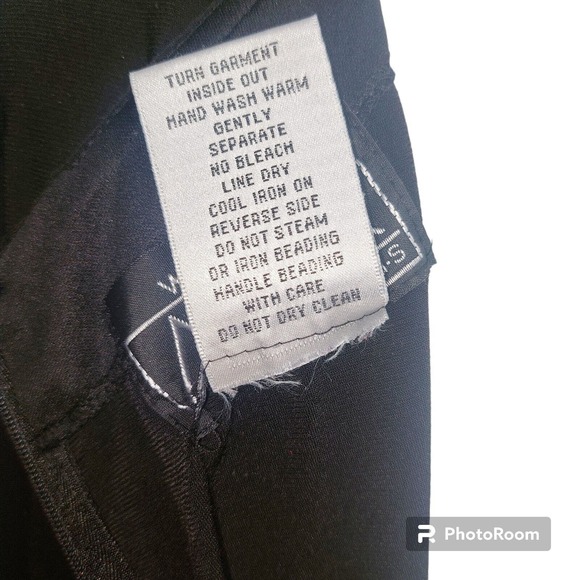 TURN GARMENT
INSIDE OUT
HAND WASH WARM
GENTLY
SEPARATE
NO BLEACH
LINE DRY
COOL IRON ON
REVERSE SIDE
DO NOT STEAM
OR IRON BEADING
HANDLE BEADING
WITH CARE
DO NOT DRY CLEAN
PhotoRoom